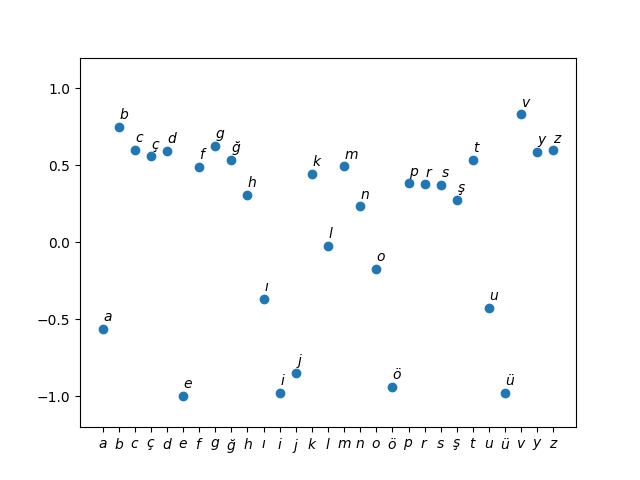 1.0
0.5
0.0
−0.5
−1.0
a
b
c
ç
d
e
f
g
ğ
h
ı
i
j
k
l
m
n
o
ö
p
r
s
ş
t
u
ü
v
y
z
a b c ç d e f g ğ h ı i j k l m n o ö p r s ş t u ü v y z